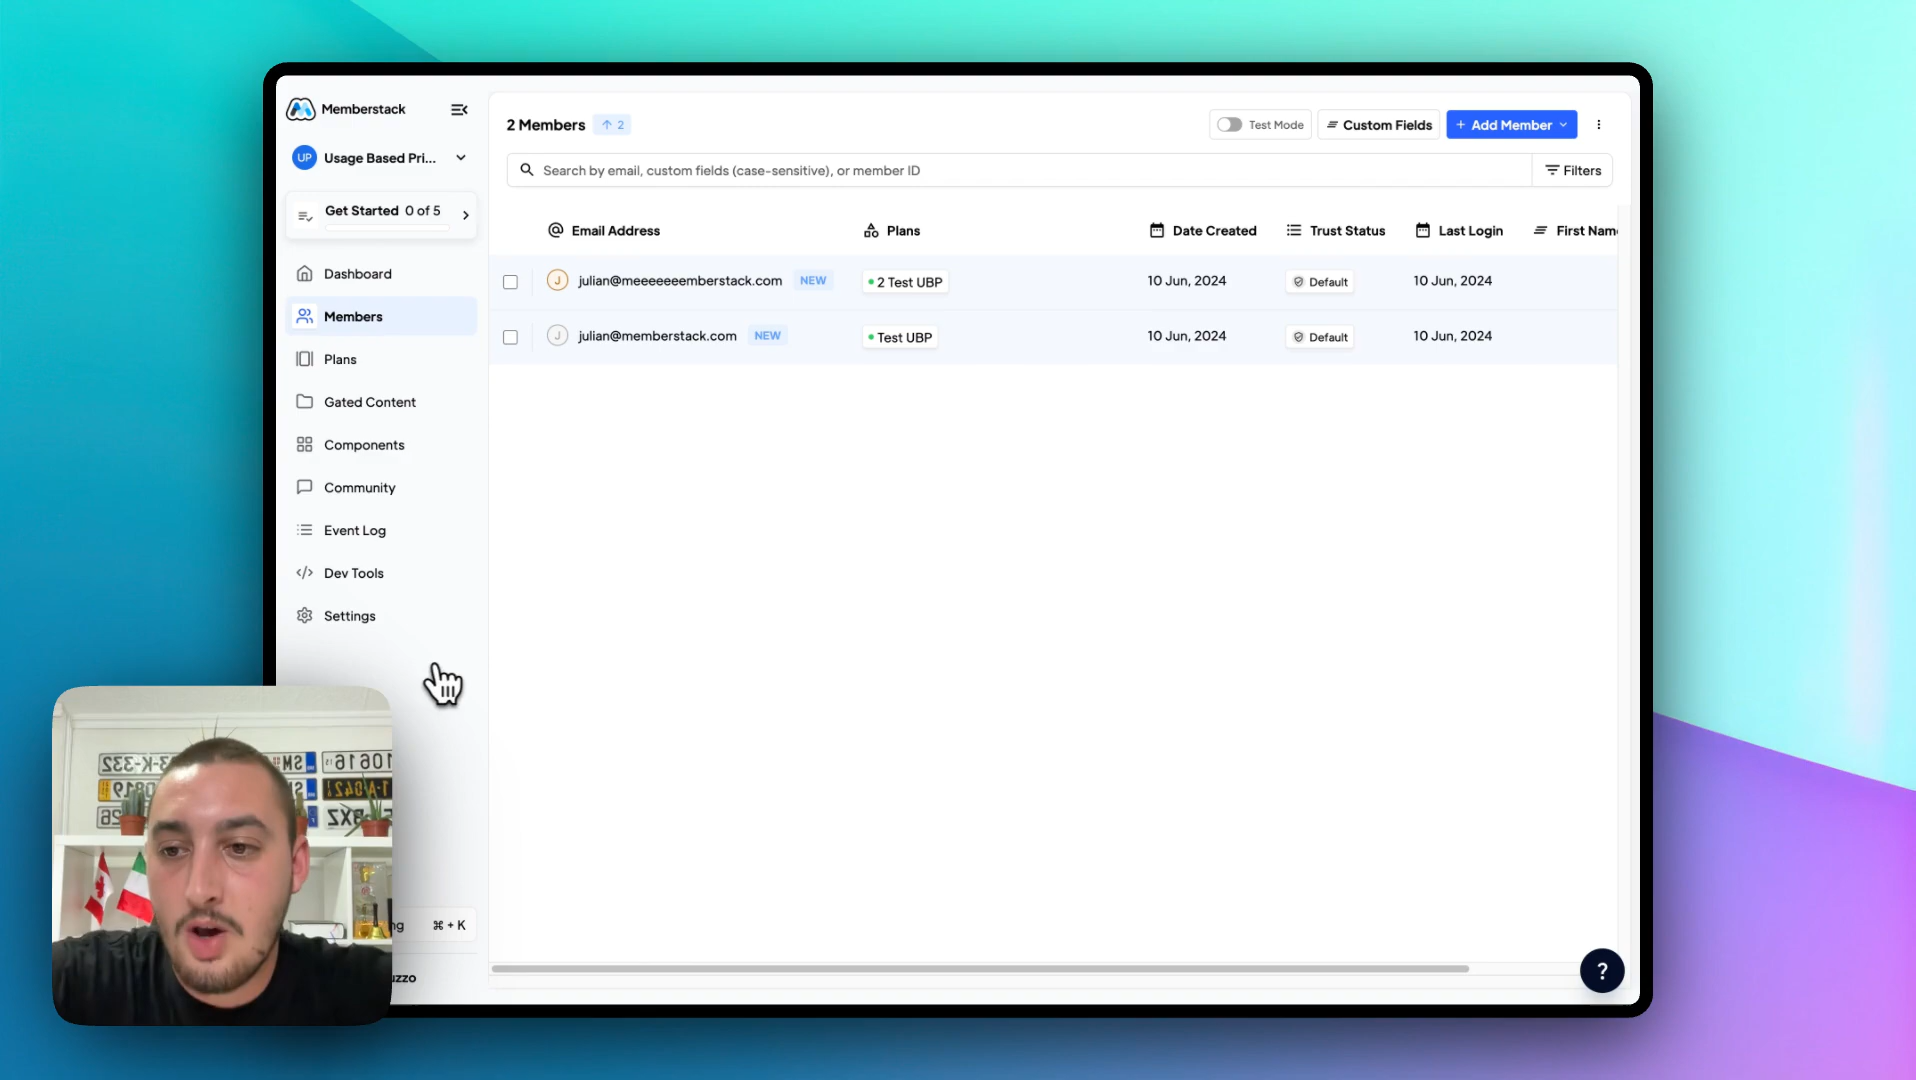 Memberstack
UP Usage Based Pri...
Get Started 0 of 5
Dashboard
Members
Plans
Gated Content
Components
Community
Event Log
Dev Tools
Settings
ng ⌘ + K
uzzo
2 Members ↑ 2
Test Mode
Custom Fields
+ Add Member
Search by email, custom fields (case-sensitive), or member ID
Filters
@ Email Address Plans Date Created Trust Status Last Login First Name
J julian@meeeeeeemberstack.com NEW 2 Test UBP 10 Jun, 2024 Default 10 Jun, 2024
J julian@memberstack.com NEW Test UBP 10 Jun, 2024 Default 10 Jun, 2024
?